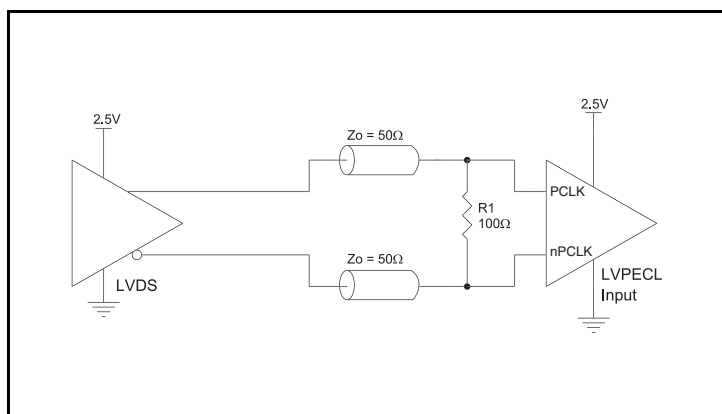 2.5V
2.5V
Zo = 50Ω
PCLK
R1
100Ω
nPCLK
Zo = 50Ω
LVDS
LVPECL
Input